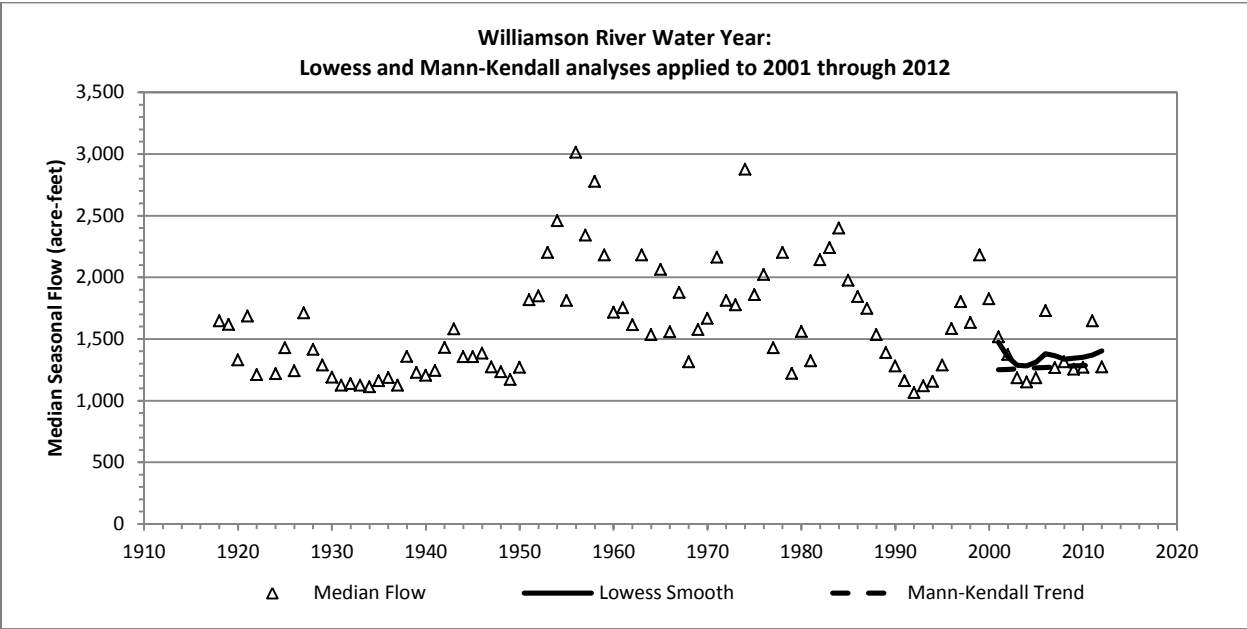 Williamson River Water Year:
Lowess and Mann-Kendall analyses applied to 2001 through 2012
Median Seasonal Flow (acre-feet)
3,500
3,000
2,500
2,000
1,500
1,000
500
0
1910 1920 1930 1940 1950 1960 1970 1980 1990 2000 2010 2020
Median Flow Lowess Smooth Mann-Kendall Trend